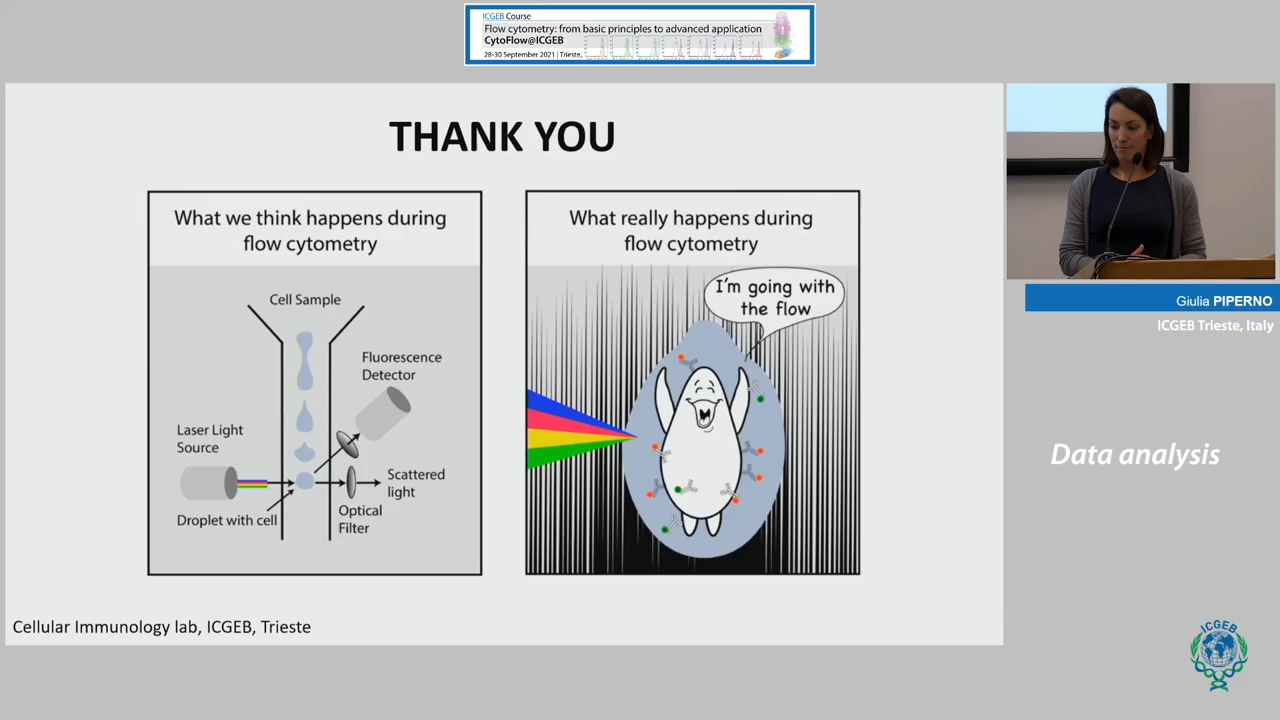 ICGEB Course
Flow cytometry: from basic principles to advanced application
CytoFlow@ICGEB
28-30 September 2021 | Trieste,
THANK YOU
What we think happens during
flow cytometry
Cell Sample
Fluorescence
Detector
Laser Light
Source
Scattered
light
Droplet with cell
Optical
Filter
What really happens during
flow cytometry
I'm going with
the flow
Cellular Immunology lab, ICGEB, Trieste
Giulia PIPERNO
ICGEB Trieste, Italy
Data analysis
ICGEB